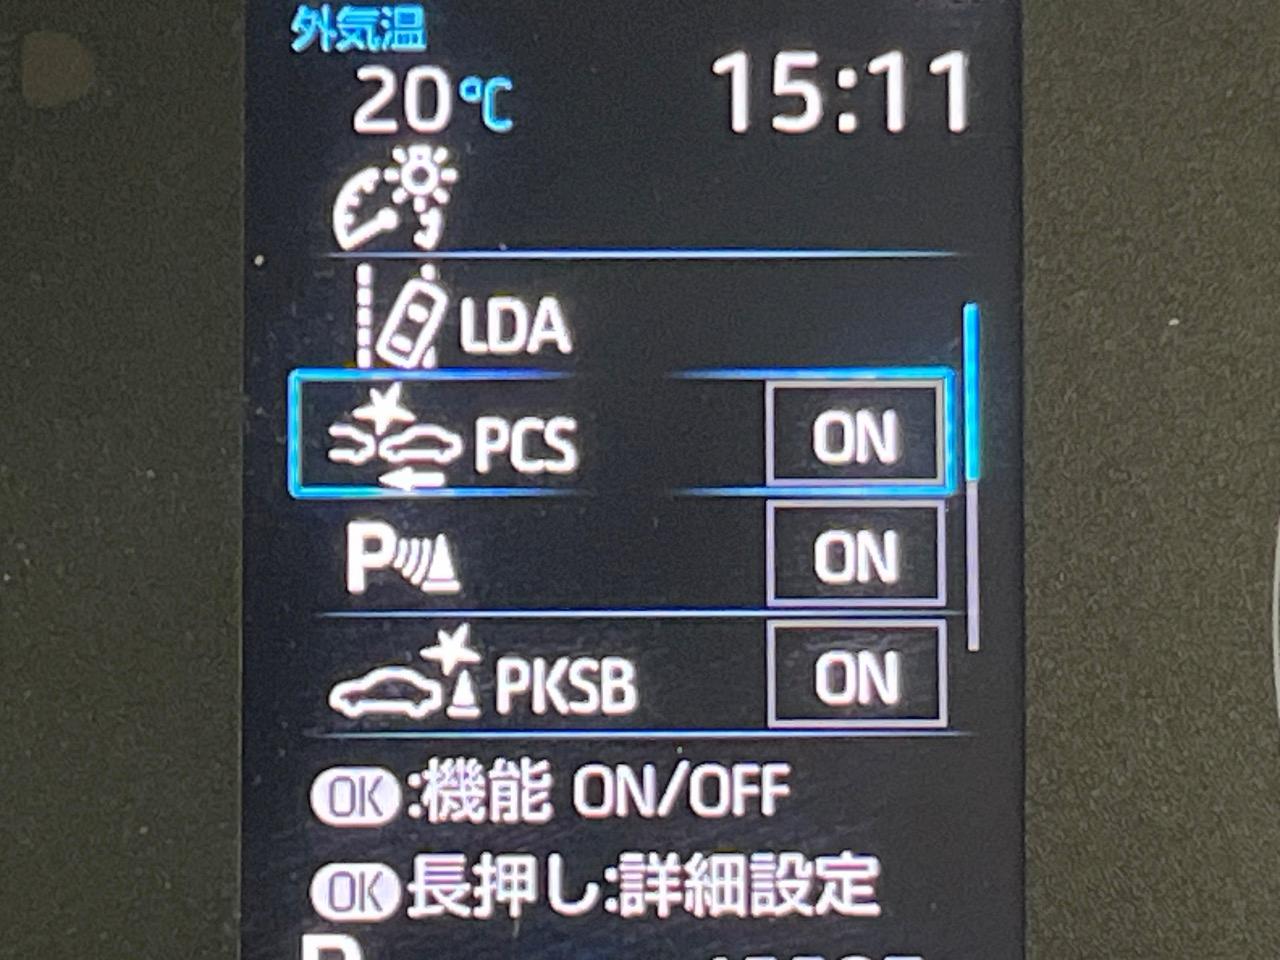 外気温
20℃ 15:11
LDA
PCS ON
P ON
PKSB ON
OK:機能 ON/OFF
OK長押し:詳細設定